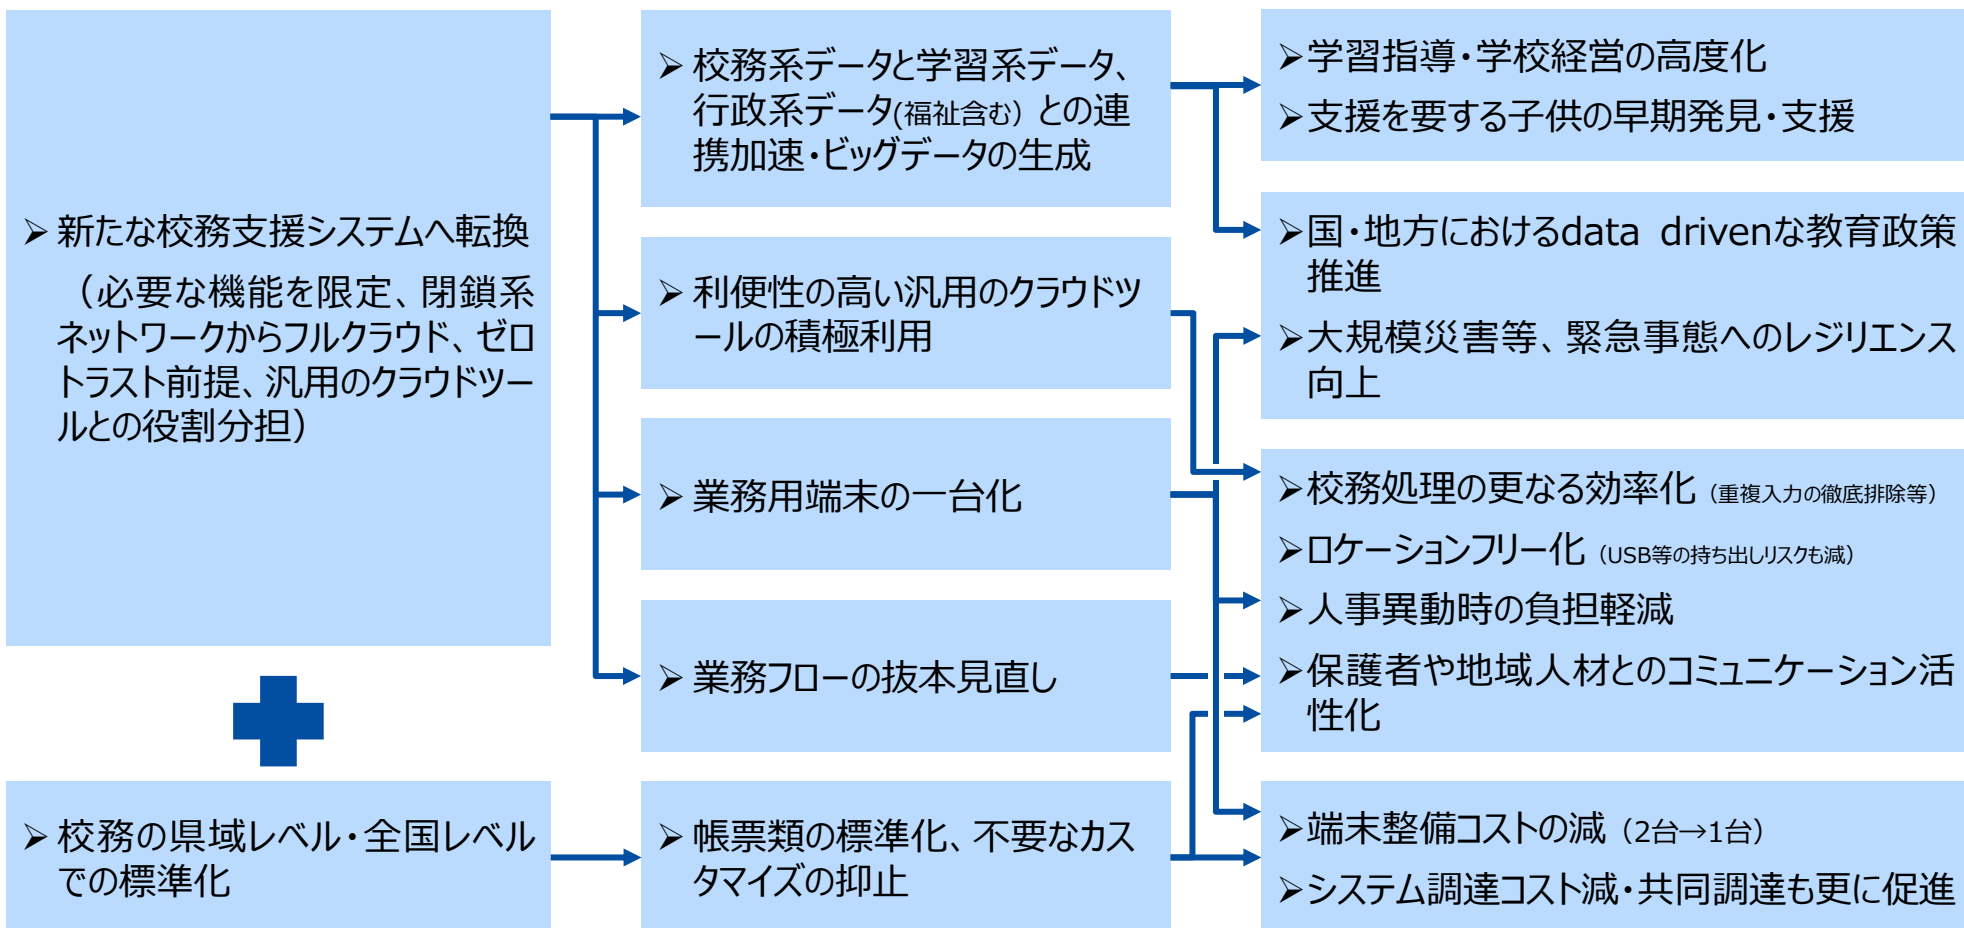 ➢新たな校務支援システムへ転換
（必要な機能を限定、閉鎖系
ネットワークからフルクラウド、ゼロ
トラスト前提、汎用のクラウドツー
ルとの役割分担）
➢校務の県域レベル・全国レベル
での標準化
➢校務系データと学習系データ、
行政系データ(福祉含む）との連
携加速・ビッグデータの生成
➢利便性の高い汎用のクラウドツ
ールの積極利用
➢業務用端末の一台化
➢業務フローの抜本見直し
➢帳票類の標準化、不要なカス
タマイズの抑止
➢学習指導・学校経営の高度化
➢支援を要する子供の早期発見・支援
➢国・地方におけるdata drivenな教育政策
推進
➢大規模災害等、緊急事態へのレジリエンス
向上
➢校務処理の更なる効率化（重複入力の徹底排除等）
➢ロケーションフリー化（USB等の持ち出しリスクも減）
➢人事異動時の負担軽減
➢保護者や地域人材とのコミュニケーション活
性化
➢端末整備コストの減（2台→1台）
➢システム調達コスト減・共同調達も更に促進